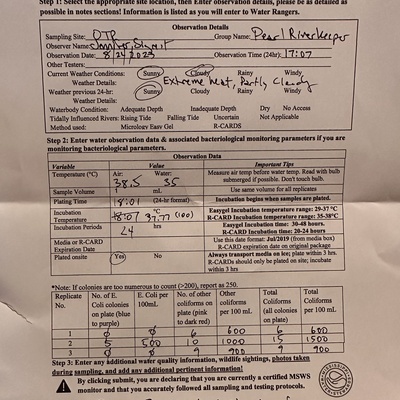 Step 1: Select the appropriate site location, then Enter observation details, please be as detailed as
possible in notes sections! Information is listed as you will enter to Water Rangers.
Observation Details
Sampling Site: OTR Group Name: Pearl Riverkeeper
Observer Name:
Observation Date: 8/24/2023 Observation Time (24hr): 17:07
Other Testers:
Current Weather Conditions: Sunny Cloudy Rainy Windy
Weather Details: Extreme heat, Partly Cloudy
Weather previous 24-hr: Sunny Cloudy Rainy Windy
Weather Details:
Waterbody Condition: Adequate Depth Inadequate Depth Dry No Access
Tidally Influenced Rivers: Rising Tide Falling Tide Uncertain Not Applicable
Method used: Micrology Easy Gel R-CARDS
Step 2: Enter water observation data & associated bacteriological monitoring parameters if you are
monitoring bacteriological parameters.
Observation Data
Variable Value Important Tips
Temperature (°C) Air: 38.5 Water: 35 Measure air temp before water temp. Read with bulb submerged if possible. Don't touch bulb.
Sample Volume 1 mL Use same volume for all replicates
Plating Time 18:01 (24-hr format) Incubation begins when samples are plated.
Incubation Temperature 18:01 37.77 (100) °C Easygel Incubation temperature range: 29-37°C
R-CARD Incubation temperature range: 35-38°C
Incubation Periods 24 hrs Easygel Incubation time: 30-48 hours.
R-CARD Incubation Time: 20-24 hours
Media or R-CARD Expiration Date Use this date format: Jul/2019 (from media box)
R-CARD expiration date on original package
Plated onsite Yes No Always transport media on ice; plate within 3 hrs.
R-CARDs should only be plated on site; incubate within 3 hrs
*Note: If colonies are too numerous to count (>200), report as 250.
Replicate No. No. of E. Coli colonies on plate (blue to purple) E. Coli per 100mL No. of other coliforms on plate (pink to dark red) Other coliforms per 100 mL Total Coliforms (all colonies on plate) Total Coliforms per 100 mL
1 0 0 6 600 6 600
2 5 500 10 1000 15 1500
0 0 9 900 9 900
Step 3: Enter any additional water quality information, wildlife sightings, photos taken
during sampling, and add any additional pertinent information!
By clicking submit, you are declaring that you are currently a certified MSWS
monitor and that you accurately followed all sampling and testing protocols.